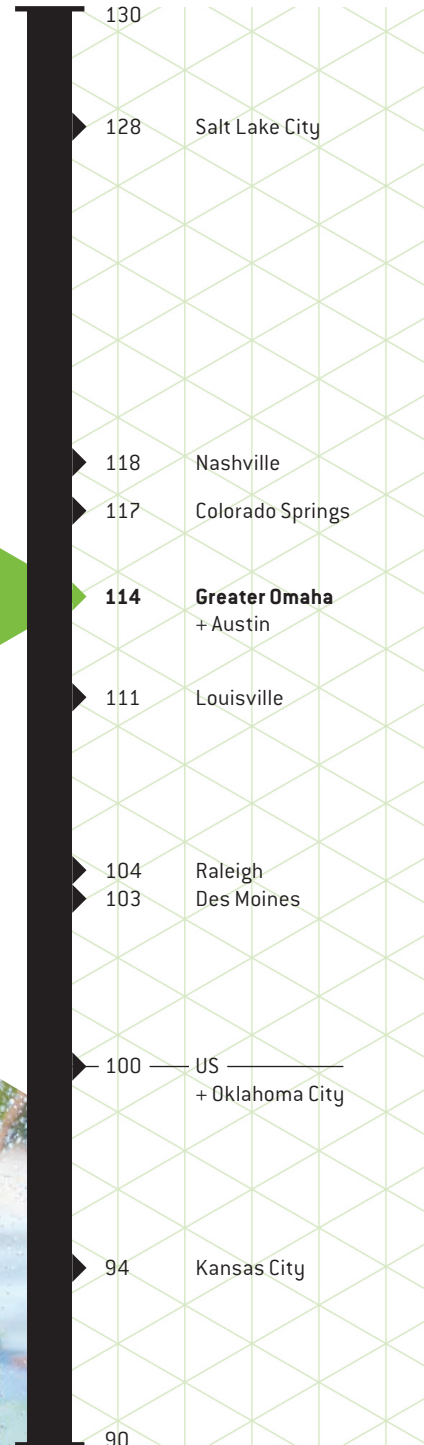 130
128 Salt Lake City
118 Nashville
117 Colorado Springs
114 Greater Omaha
+ Austin
111 Louisville
104 Raleigh
103 Des Moines
100 US
+ Oklahoma City
94 Kansas City
90